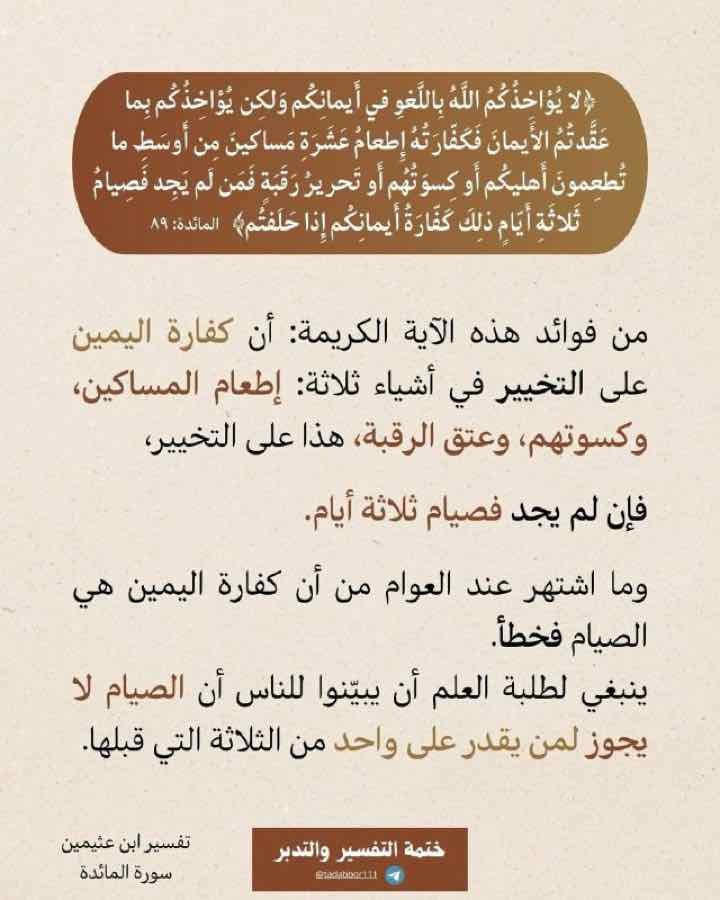 ﴿لا يُؤاخِذُكُمُ اللَّهُ بِاللَّغوِ في أَيمانِكُم وَلكِن يُؤاخِذُكُم بِما
عَقَّدتُمُ الأَيمانَ فَكَفّارَتُهُ إِطعامُ عَشَرَةِ مَساكينَ مِن أَوسَطِ ما
تُطعِمونَ أَهليكُم أَو كِسوَتُهُم أَو تَحريرُ رَقَبَةٍ فَمَن لَم يَجِد فَصِيامُ
ثَلاثَةِ أَيّامٍ ذلِكَ كَفّارَةُ أَيمانِكُم إِذا حَلَفتُم﴾ المائدة: ٨٩
من فوائد هذه الآية الكريمة: أن كفارة اليمين
على التخيير في أشياء ثلاثة: إطعام المساكين،
وكسوتهم، وعتق الرقبة، هذا على التخيير،
فإن لم يجد فصيام ثلاثة أيام.
وما اشتهر عند العوام من أن كفارة اليمين هي
الصيام فخطأ.
ينبغي لطلبة العلم أن يبيّنوا للناس أن الصيام لا
يجوز لمن يقدر على واحد من الثلاثة التي قبلها.
ختمة التفسير والتدبر
@tadabbor111
تفسير ابن عثيمين
سورة المائدة